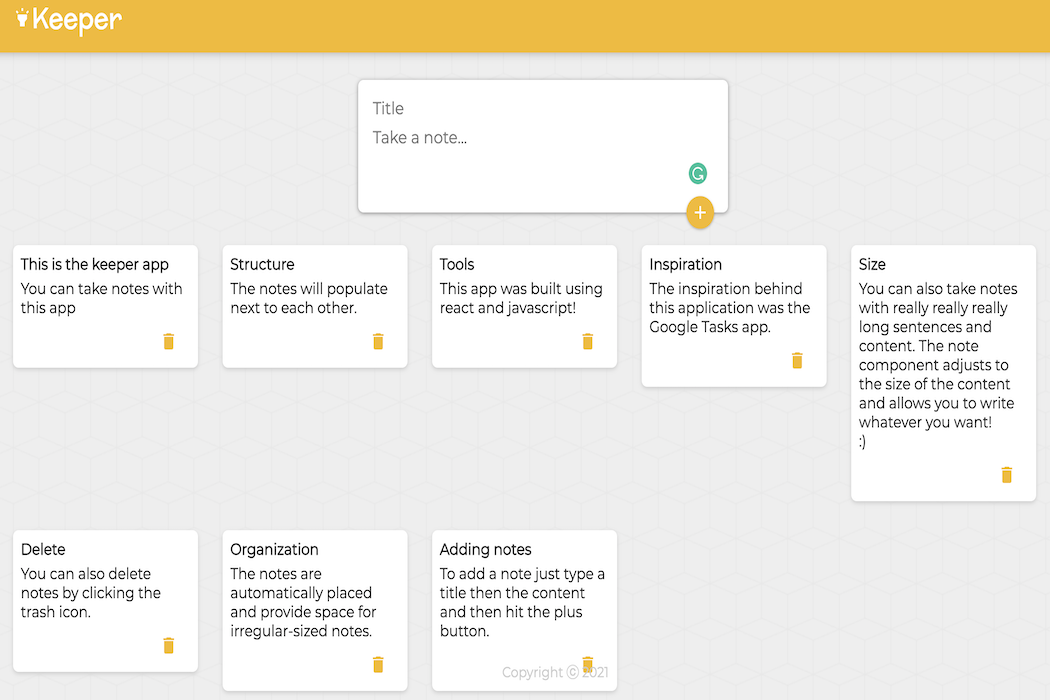 Keeper
Title
Take a note...
This is the keeper app
You can take notes with
this app
Structure
The notes will populate
next to each other.
Tools
This app was built using
react and javascript!
Inspiration
The inspiration behind
this application was the
Google Tasks app.
Size
You can also take notes
with really really really
long sentences and
content. The note
component adjusts to
the size of the content
and allows you to write
whatever you want!
:)
Delete
You can also delete
notes by clicking the
trash icon.
Organization
The notes are
automatically placed
and provide space for
irregular-sized notes.
Adding notes
To add a note just type a
title then the content
and then hit the plus
button.
Copyright © 2021